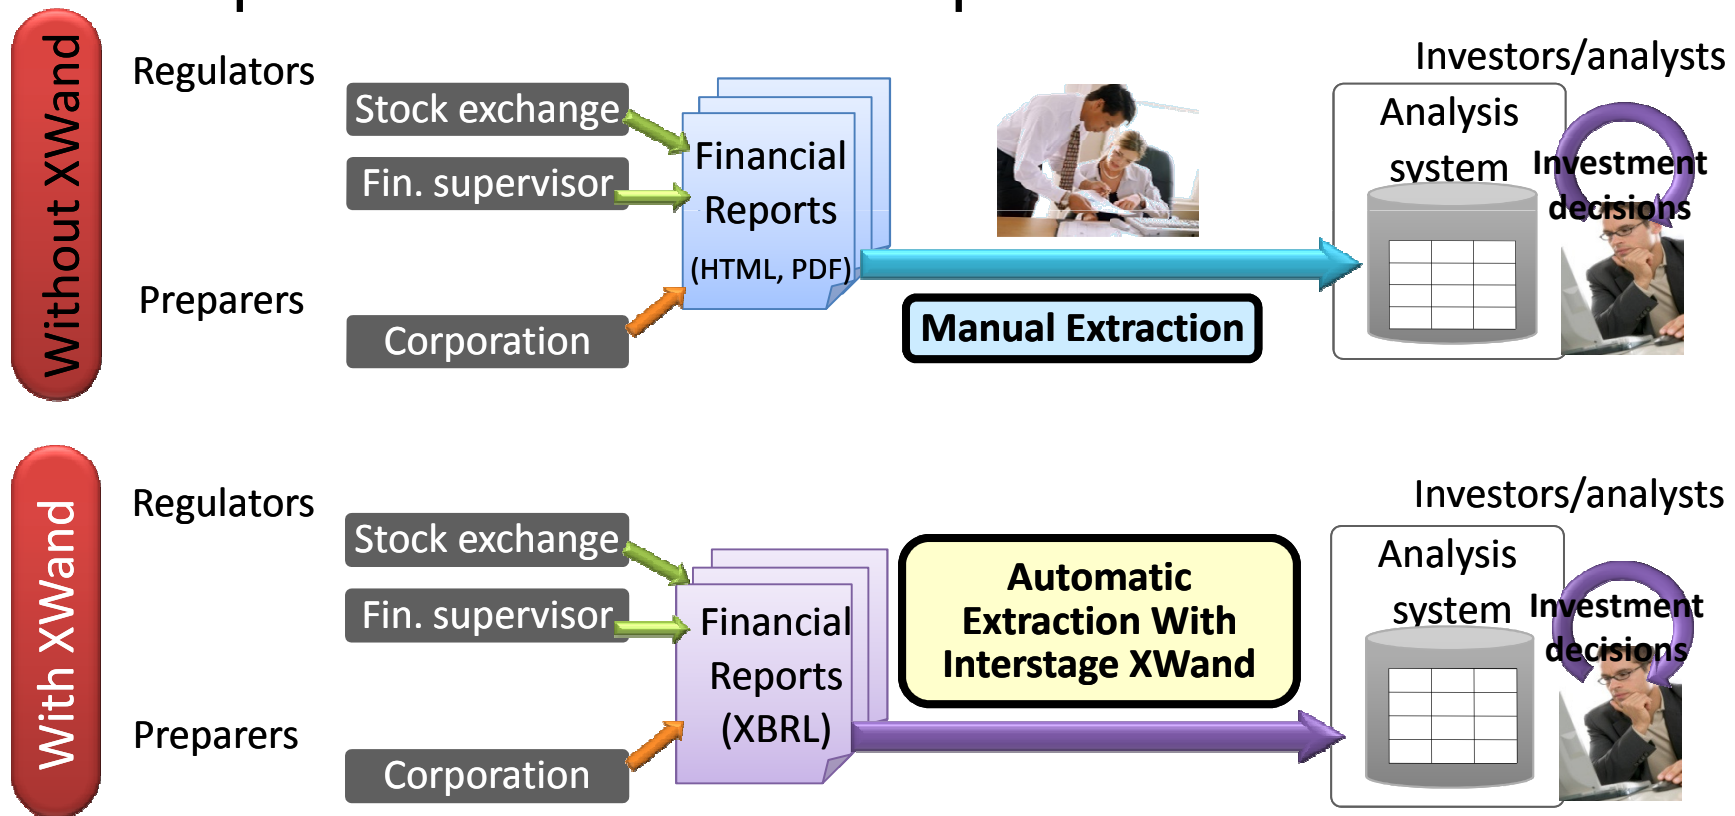 Without XWand
Regulators
Stock exchange
Fin. supervisor
Preparers
Corporation
Financial
Reports
(HTML, PDF)
Manual Extraction
Investors/analysts
Analysis
system
Investment
decisions
With XWand
Regulators
Stock exchange
Fin. supervisor
Preparers
Corporation
Financial
Reports
(XBRL)
Automatic
Extraction With
Interstage XWand
Investors/analysts
Analysis
system
Investment
decisions